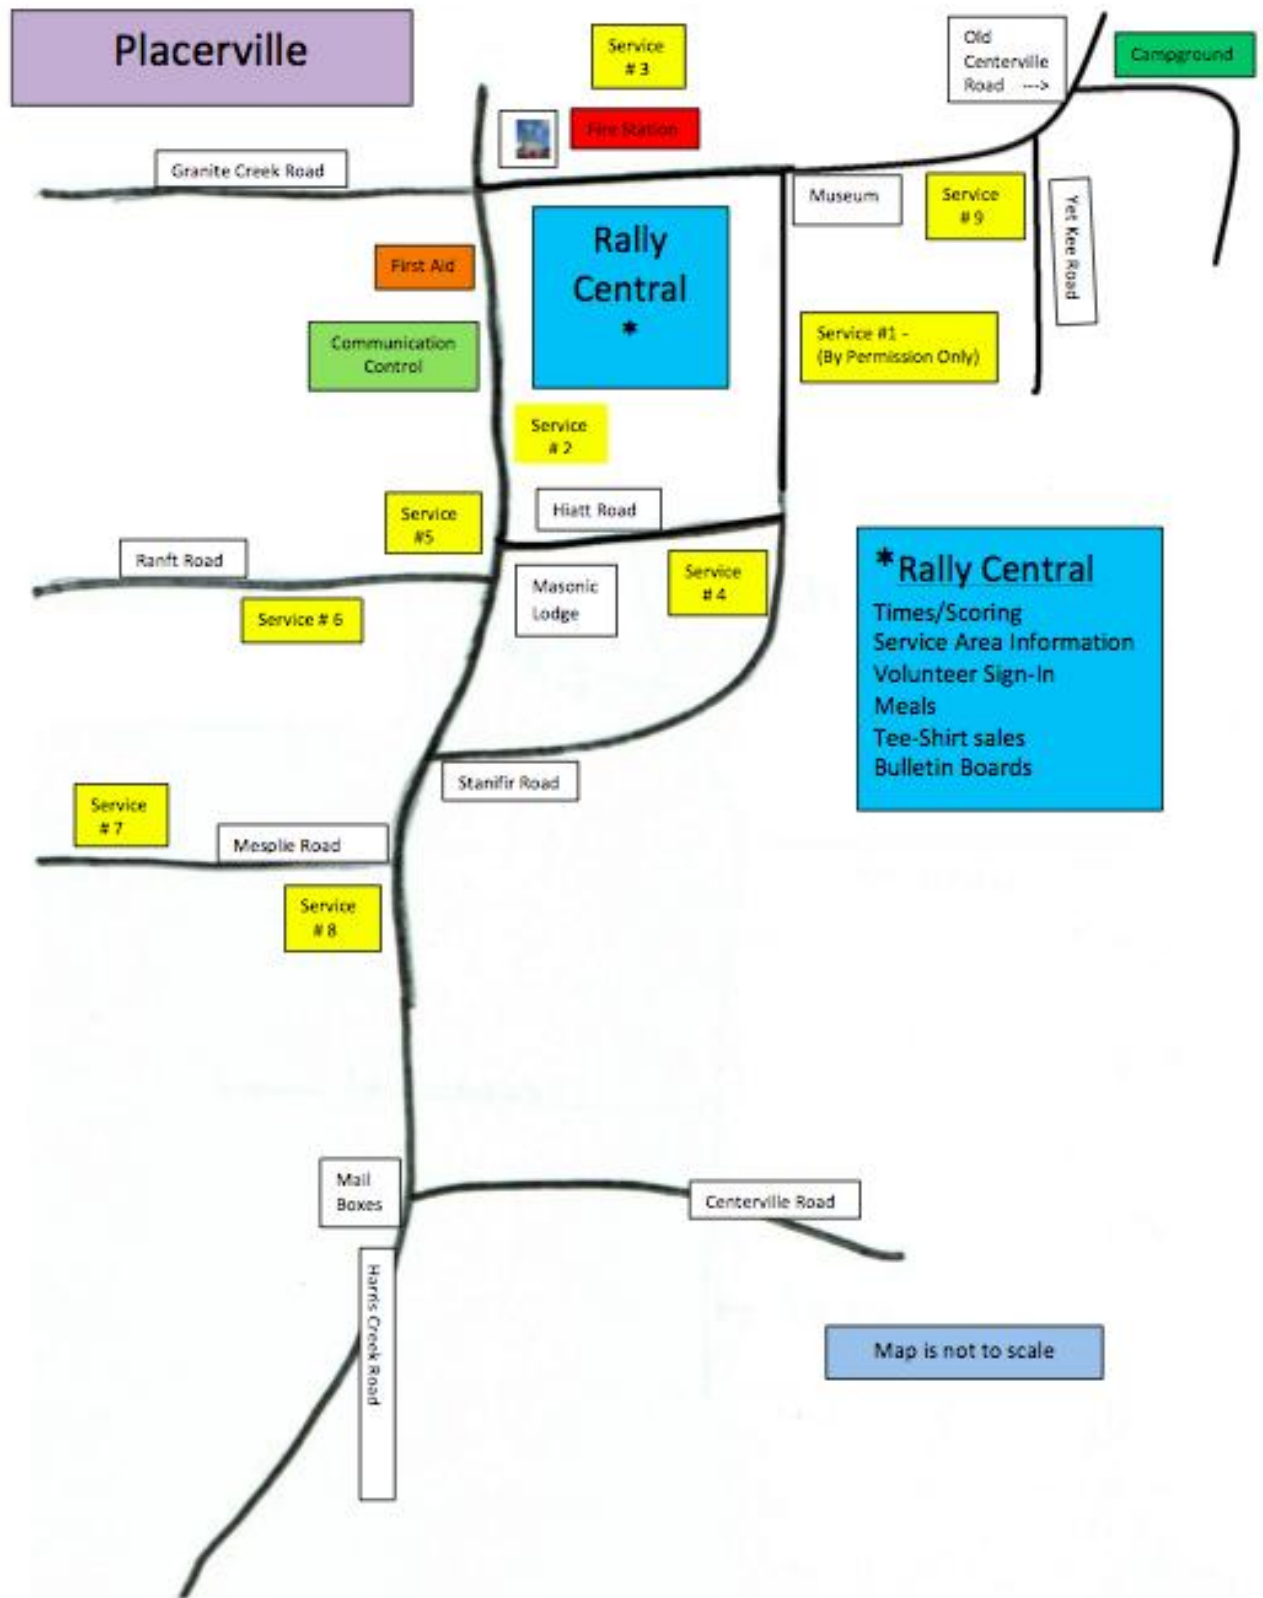 Placerville
Service
# 3
Old
Centerville
Road --->
Campground
Fire Station
Granite Creek Road
Museum
Service
# 9
Yet Kee Road
Rally
Central
*
First Aid
Communication
Control
Service #1 -
(By Permission Only)
Service
# 2
Service
#5
Hiatt Road
Ranft Road
Masonic
Lodge
Service
# 4
Service # 6
*Rally Central
Times/Scoring
Service Area Information
Volunteer Sign-In
Meals
Tee-Shirt sales
Bulletin Boards
Stanifir Road
Service
# 7
Mesplie Road
Service
# 8
Mail
Boxes
Centerville Road
Harris Creek Road
Map is not to scale